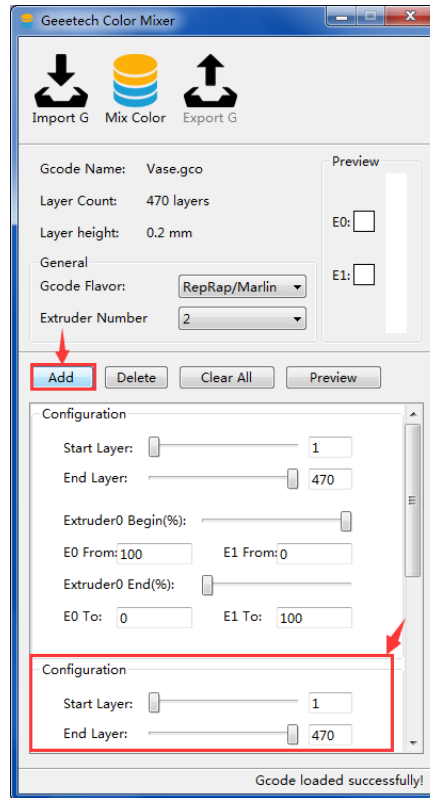 Geeetech Color Mixer
Import G Mix Color Export G
Gcode Name: Vase.gco
Layer Count: 470 layers
Layer height: 0.2 mm
Preview
E0:
E1:
General
Gcode Flavor: RepRap/Marlin
Extruder Number 2
Add Delete Clear All Preview
Configuration
Start Layer: 1
End Layer: 470
Extruder0 Begin(%):
E0 From: 100 E1 From: 0
Extruder0 End(%):
E0 To: 0 E1 To: 100
Configuration
Start Layer: 1
End Layer: 470
Gcode loaded successfully!